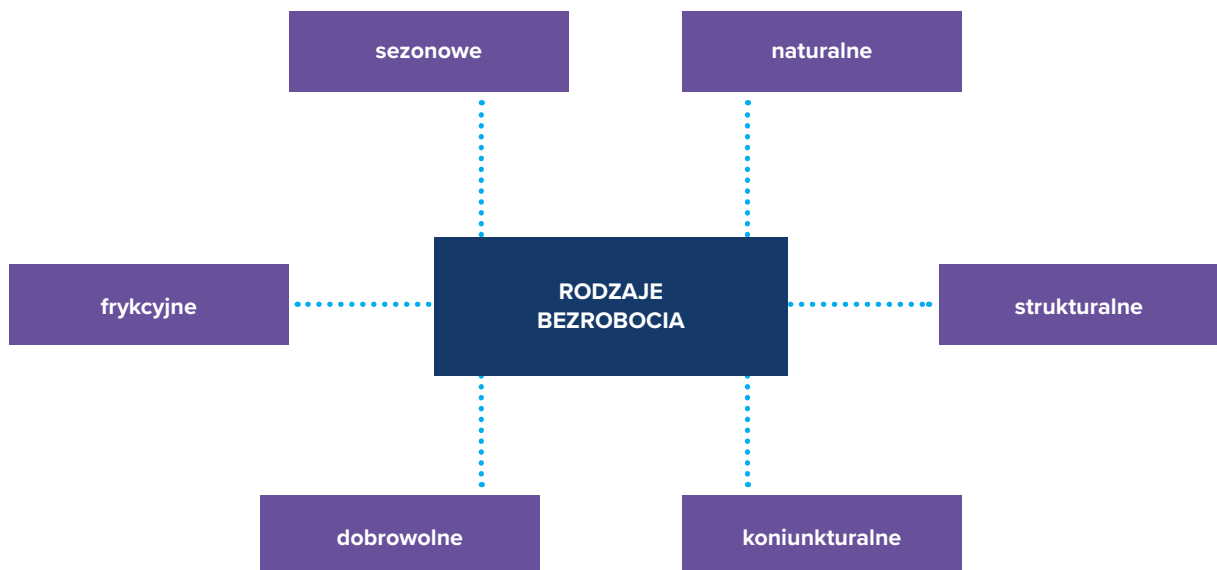 sezonowe
naturalne
frykcyjne
RODZAJE
BEZROBOCIA
strukturalne
dobrowolne
koniunkturalne